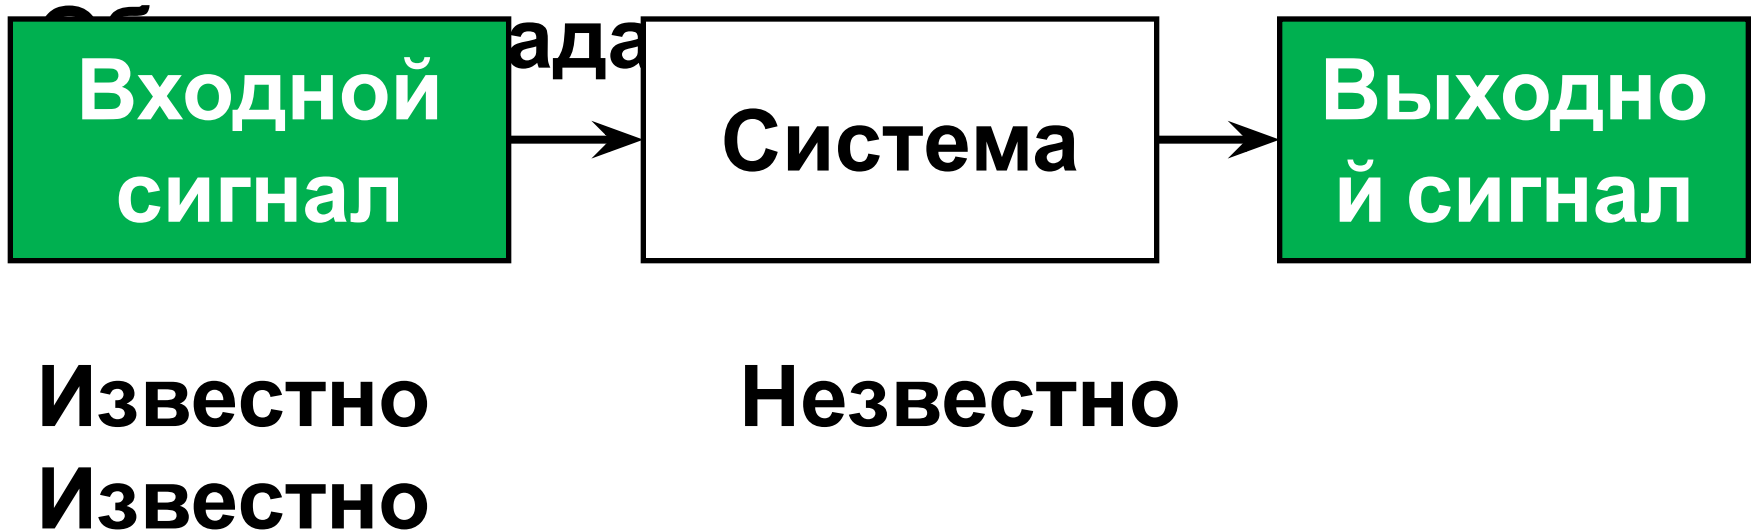 Входной
сигнал
Система
Выходно
й сигнал
Известно Незвестно
Известно